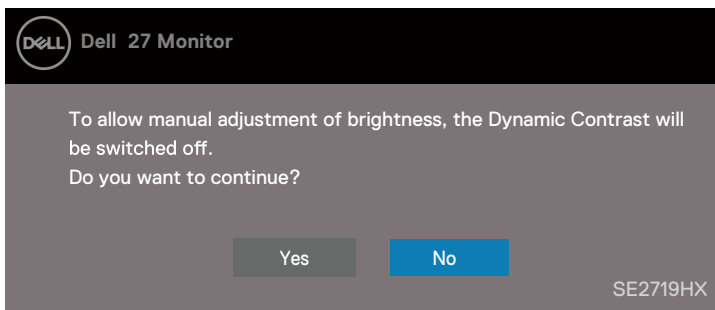 DELL
Dell 27 Monitor
To allow manual adjustment of brightness, the Dynamic Contrast will
be switched off.
Do you want to continue?
Yes
No
SE2719HX